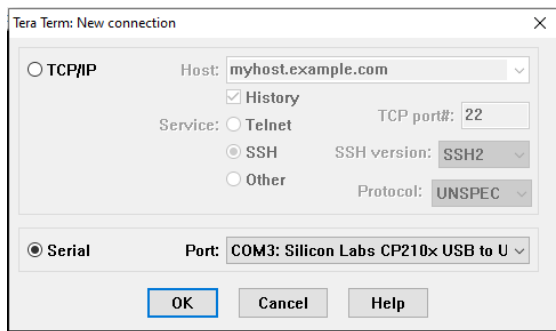 Tera Term: New connection
TCP/IP
Host: myhost.example.com
History
Service: Telnet
TCP port#: 22
SSH
SSH version: SSH2
Other
Protocol: UNSPEC
Serial
Port: COM3: Silicon Labs CP210x USB to U
OK
Cancel
Help